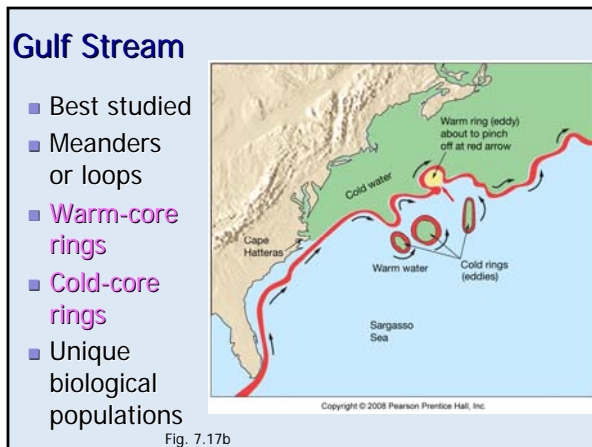 Gulf Stream
Best studied
Meanders
or loops
Warm-core
rings
Cold-core
rings
Unique
biological
populations
Warm ring (eddy)
about to pinch
off at red arrow
Cold water
Cape
Hatteras
Warm water
Cold rings
(eddies)
Sargasso
Sea
Copyright © 2008 Pearson Prentice Hall, Inc.
Fig. 7.17b